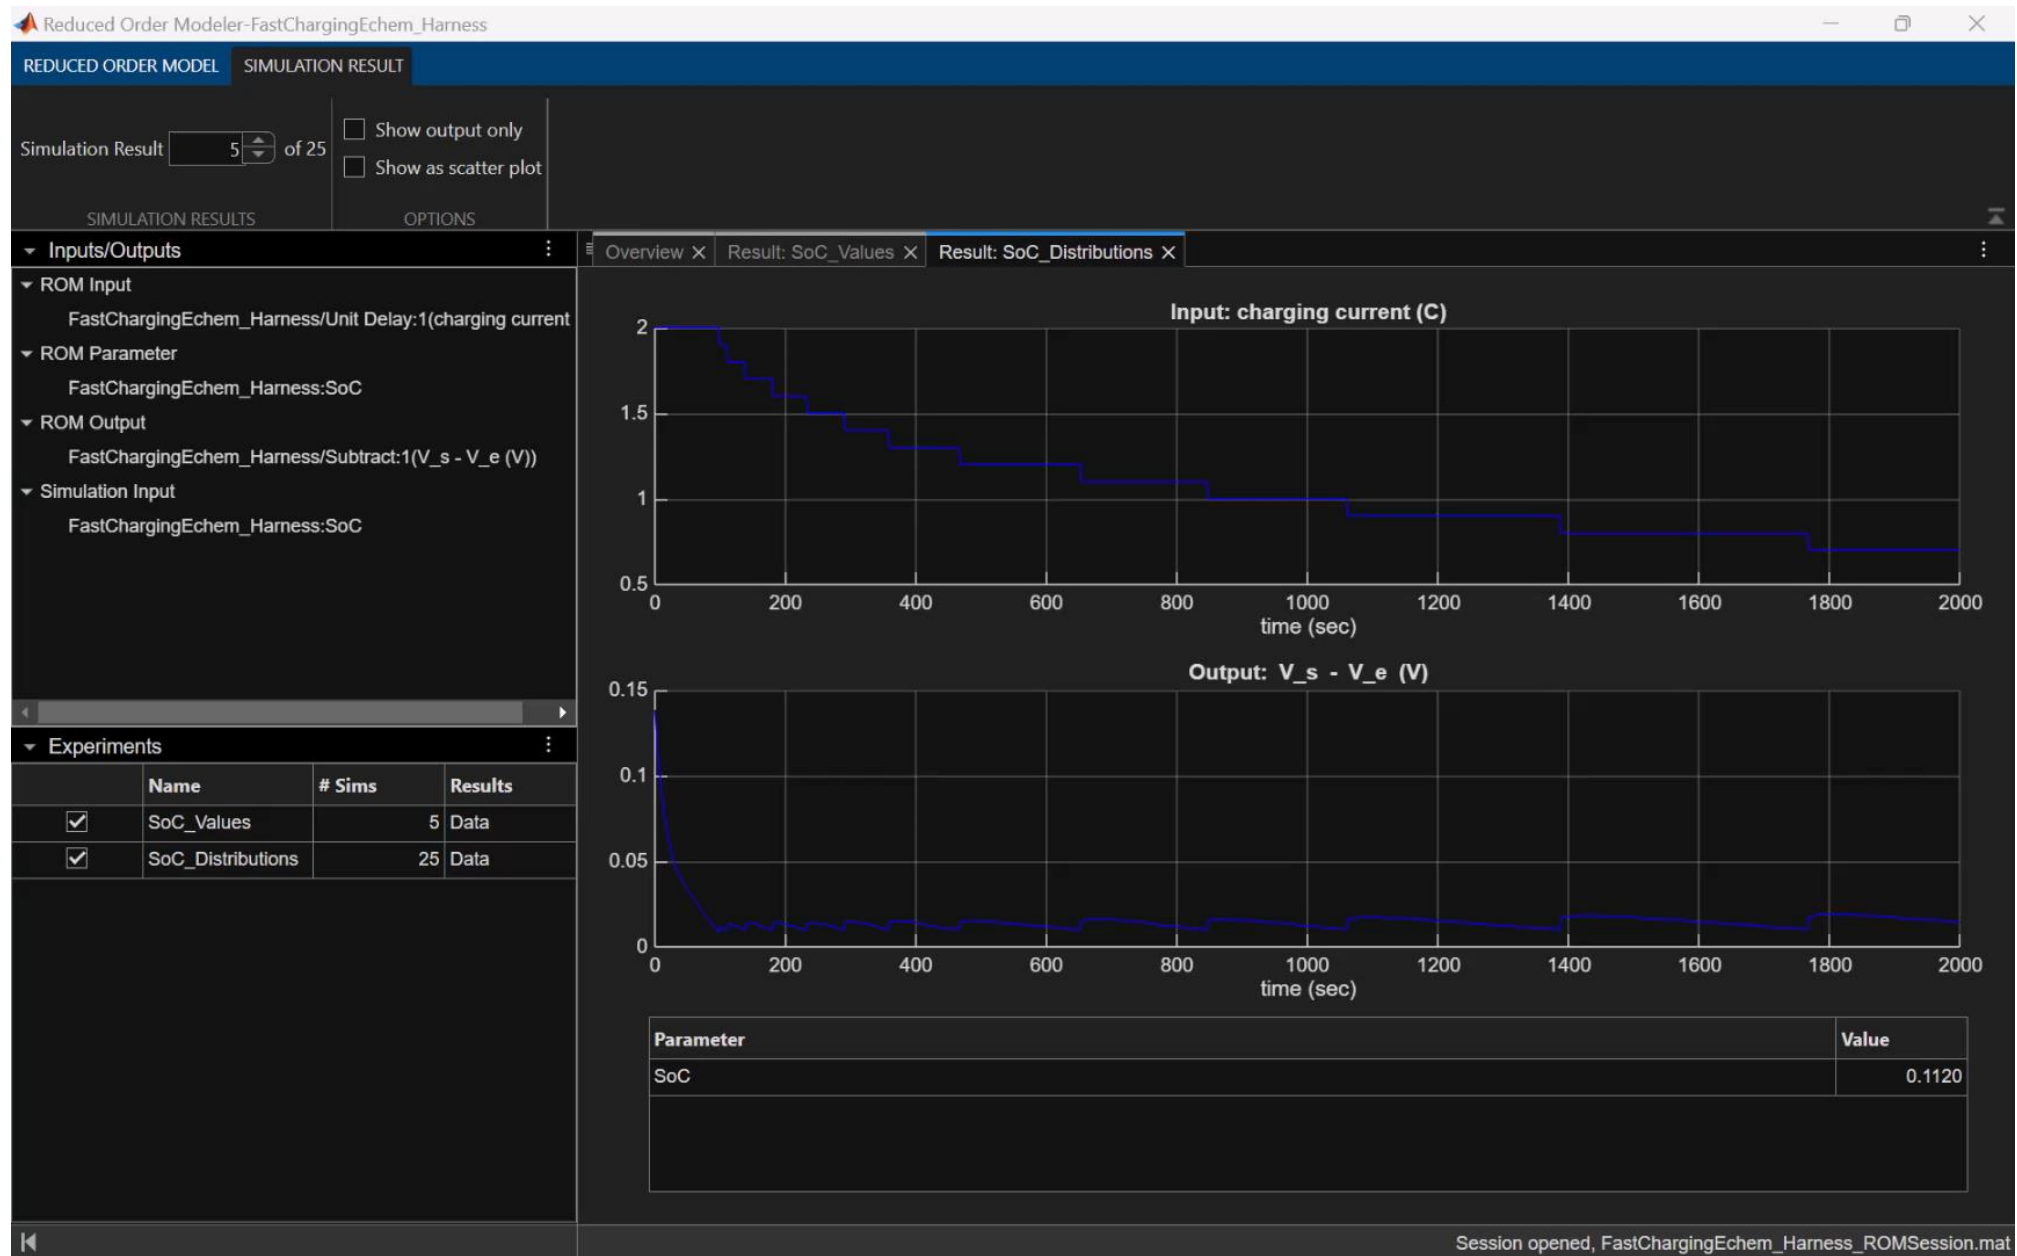 Reduced Order Modeler-FastChargingEchem_Harness
REDUCED ORDER MODEL SIMULATION RESULT
Simulation Result 5 of 25
Show output only
Show as scatter plot
SIMULATION RESULTS OPTIONS
Inputs/Outputs
ROM Input
FastChargingEchem_Harness/Unit Delay:1(charging current
ROM Parameter
FastChargingEchem_Harness:SoC
ROM Output
FastChargingEchem_Harness/Subtract:1(V_s - V_e (V))
Simulation Input
FastChargingEchem_Harness:SoC
Experiments
Name # Sims Results
SoC_Values 5 Data
SoC_Distributions 25 Data
Overview Result: SoC_Values Result: SoC_Distributions
Input: charging current (C)
2
1.5
1
0.5
0 200 400 600 800 1000 1200 1400 1600 1800 2000
time (sec)
Output: V_s - V_e (V)
0.15
0.1
0.05
0
0 200 400 600 800 1000 1200 1400 1600 1800 2000
time (sec)
Parameter Value
SoC 0.1120
Session opened, FastChargingEchem_Harness_ROMSession.mat